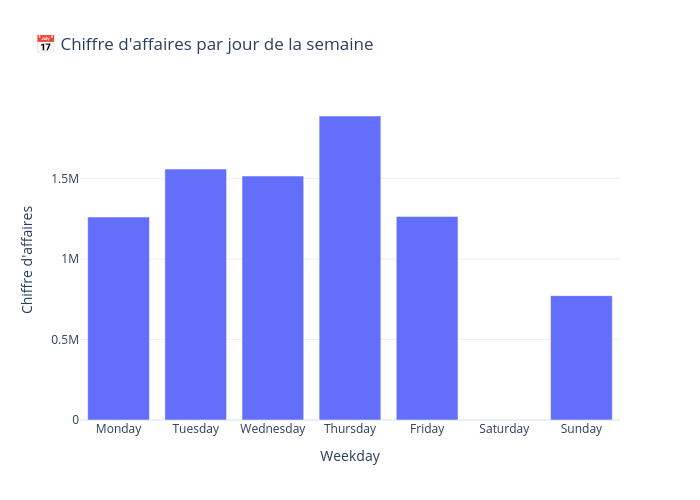 📅 Chiffre d'affaires par jour de la semaine
Chiffre d'affaires
1.5M
1M
0.5M
0
Monday Tuesday Wednesday Thursday Friday Saturday Sunday
Weekday